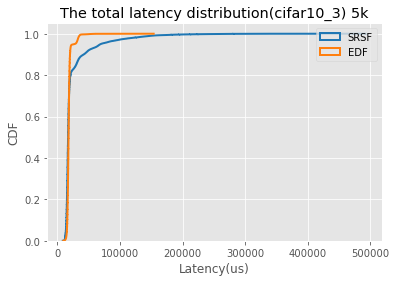 The total latency distribution(cifar10_3) 5k
SRSF
EDF
1.0
0.8
0.6
0.4
0.2
0.0
CDF
0
100000
200000
300000
400000
500000
Latency(us)